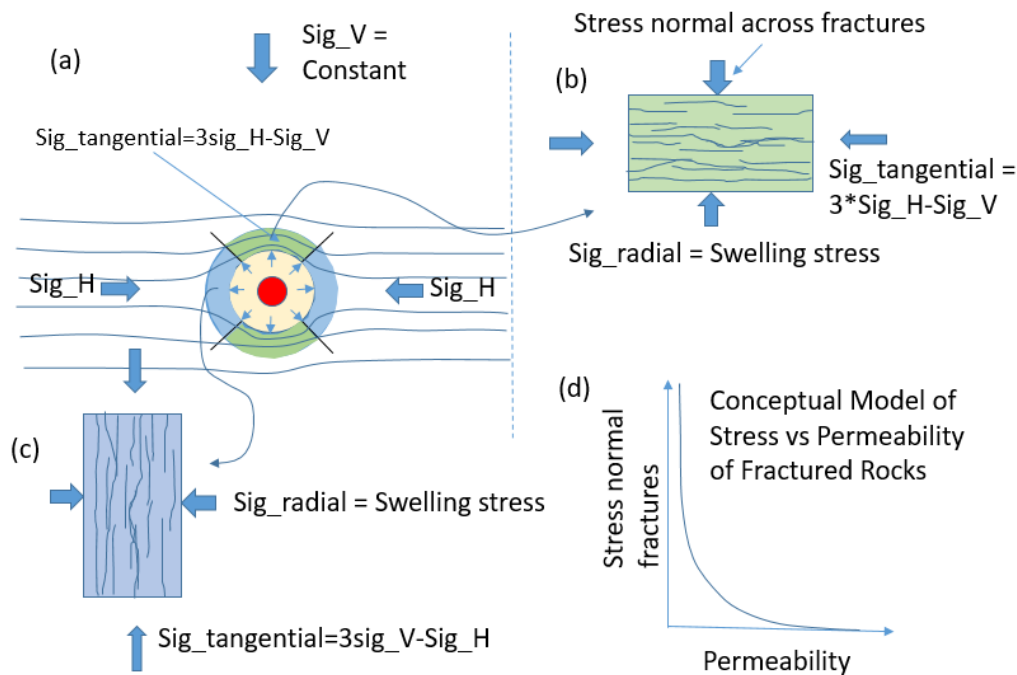 (a)
Sig_V =
Constant
Sig_tangential=3sig_H-Sig_V
Sig_H
Sig_H
Stress normal across fractures
(b)
Sig_tangential =
3*Sig_H-Sig_V
Sig_radial = Swelling stress
(c)
Sig_radial = Swelling stress
Sig_tangential=3sig_V-Sig_H
(d)
Stress normal
fractures
Conceptual Model of
Stress vs Permeability
of Fractured Rocks
Permeability